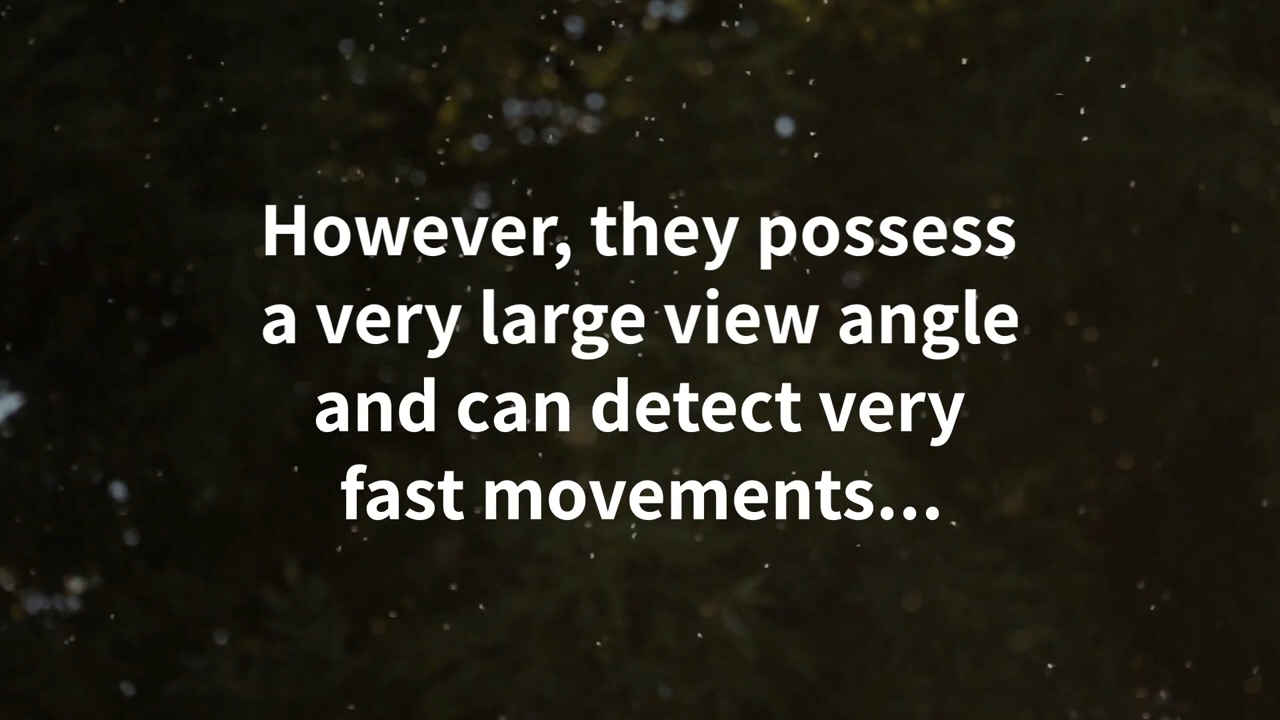 However, they possess
a very large view angle
and can detect very
fast movements...